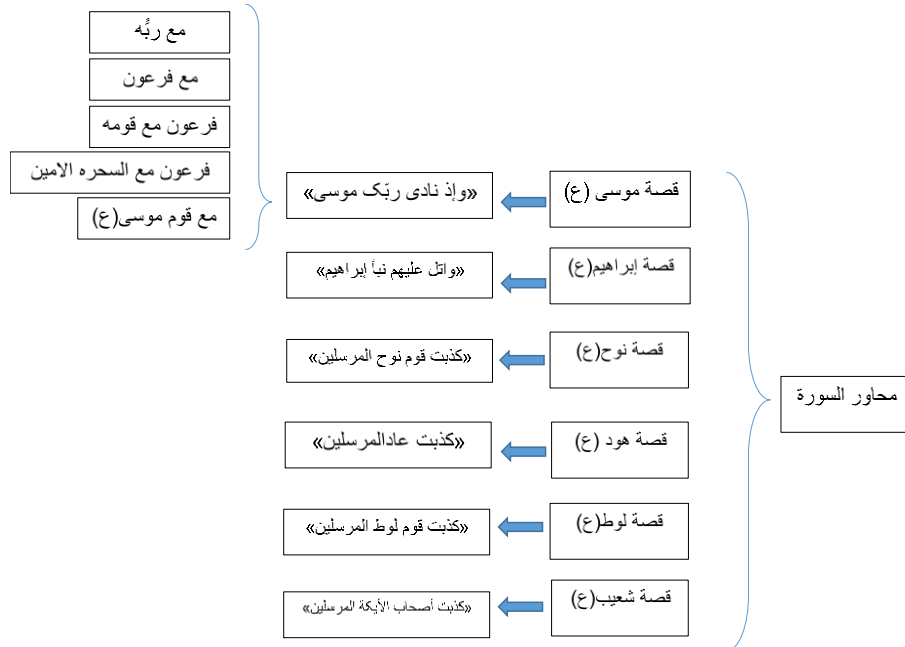 محاور السورة
قصة موسى (ع)
«وإذ نادى ربّک موسى»
مع ربُّه
مع فرعون
فرعون مع قومه
فرعون مع السحره الامين
مع قوم موسى(ع)
قصة إبراهيم(ع)
«واتل عليهم نبأ إبراهيم»
قصة نوح(ع)
«كذبت قوم نوح المرسلين»
قصة هود (ع)
«كذبت عادالمرسلين»
قصة لوط(ع)
«كذبت قوم لوط المرسلين»
قصة شعيب(ع)
«كذبت أصحاب الأيكة المرسلين»